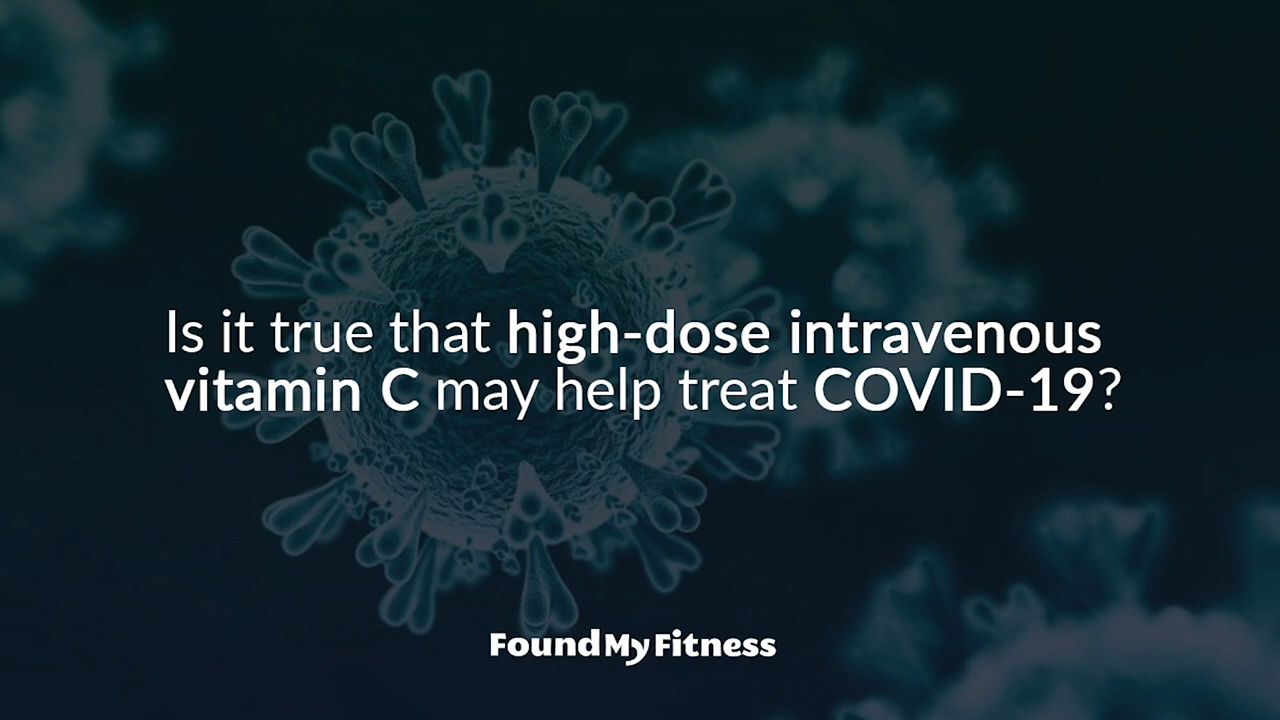 Is it true that high-dose intravenous
vitamin C may help treat COVID-19?
FoundMyFitness